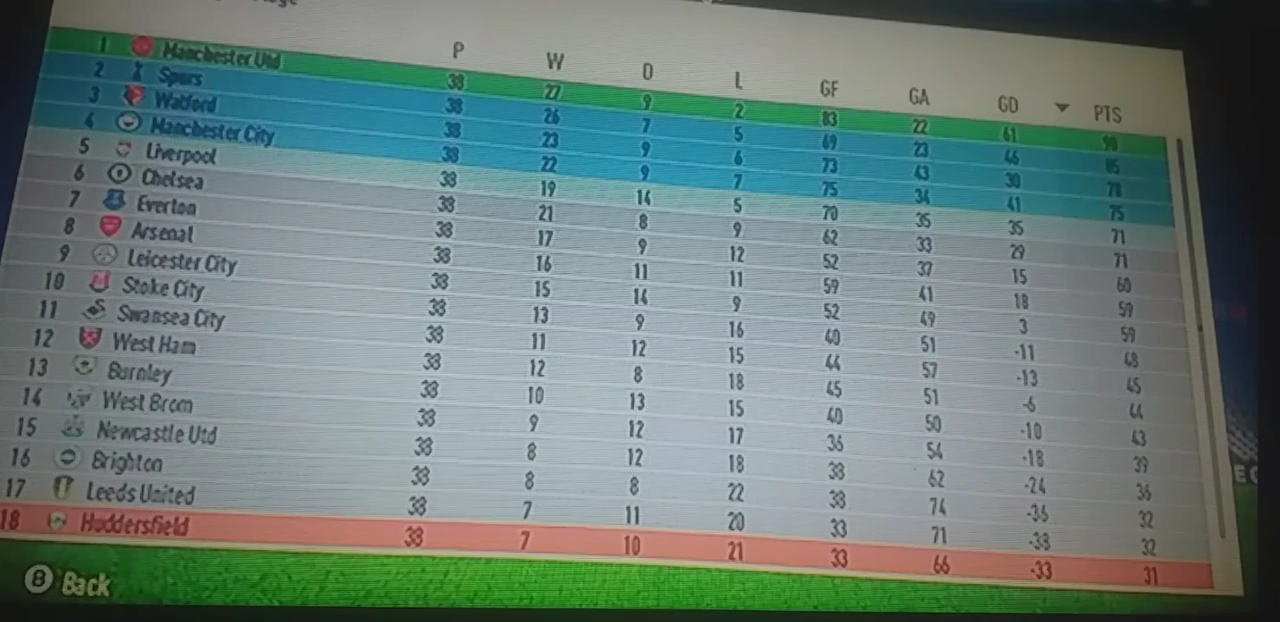 P W D L GF GA GD PTS
1 Manchester Utd 38 27 9 2 83 22 61 90
2 Spurs 38 26 7 5 69 23 46 85
3 Watford 38 23 9 6 73 43 30 78
4 Manchester City 38 22 9 7 75 34 41 75
5 Liverpool 38 19 14 5 70 35 35 71
6 Chelsea 38 21 8 9 62 33 29 71
7 Everton 38 17 9 12 52 37 15 60
8 Arsenal 38 16 11 11 59 41 18 59
9 Leicester City 38 15 14 9 52 49 3 59
10 Stoke City 38 13 9 16 40 51 -11 48
11 Swansea City 38 11 12 15 44 57 -13 45
12 West Ham 38 12 8 18 45 51 -6 44
13 Burnley 38 10 13 15 40 50 -10 43
14 West Brom 38 9 12 17 36 54 -18 39
15 Newcastle Utd 38 8 12 18 38 62 -24 36
16 Brighton 38 8 8 22 38 74 -36 32
17 Leeds United 38 7 11 20 33 71 -38 32
18 Huddersfield 38 7 10 21 33 66 -33 31
B Back